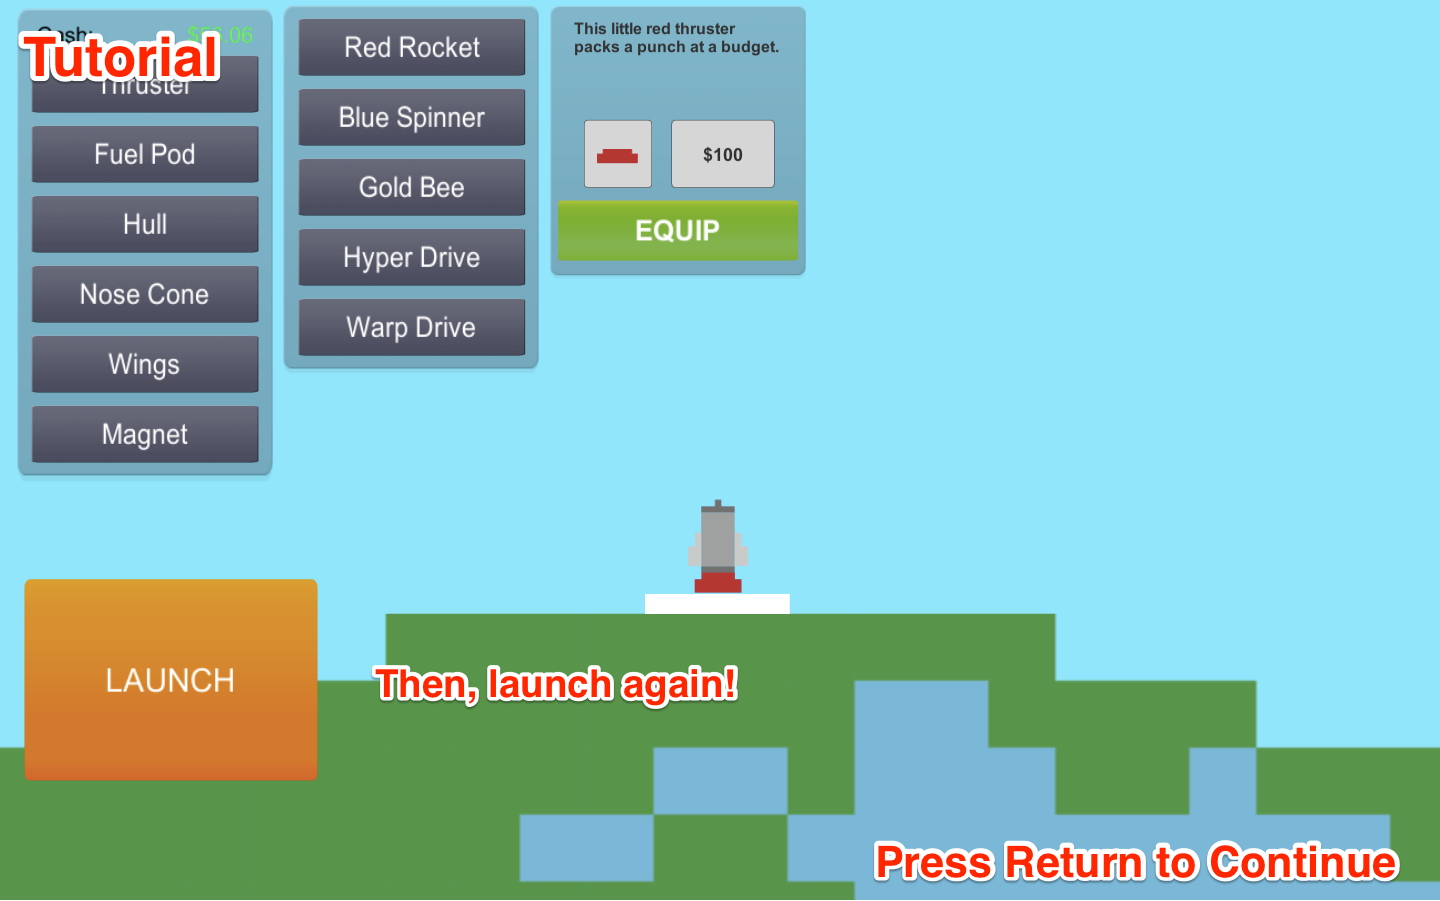 Cash:
Tutorial
Thruster
Fuel Pod
Hull
Nose Cone
Wings
Magnet
Red Rocket
Blue Spinner
Gold Bee
Hyper Drive
Warp Drive
This little red thruster
packs a punch at a budget.
$100
EQUIP
LAUNCH
Then, launch again!
Press Return to Continue